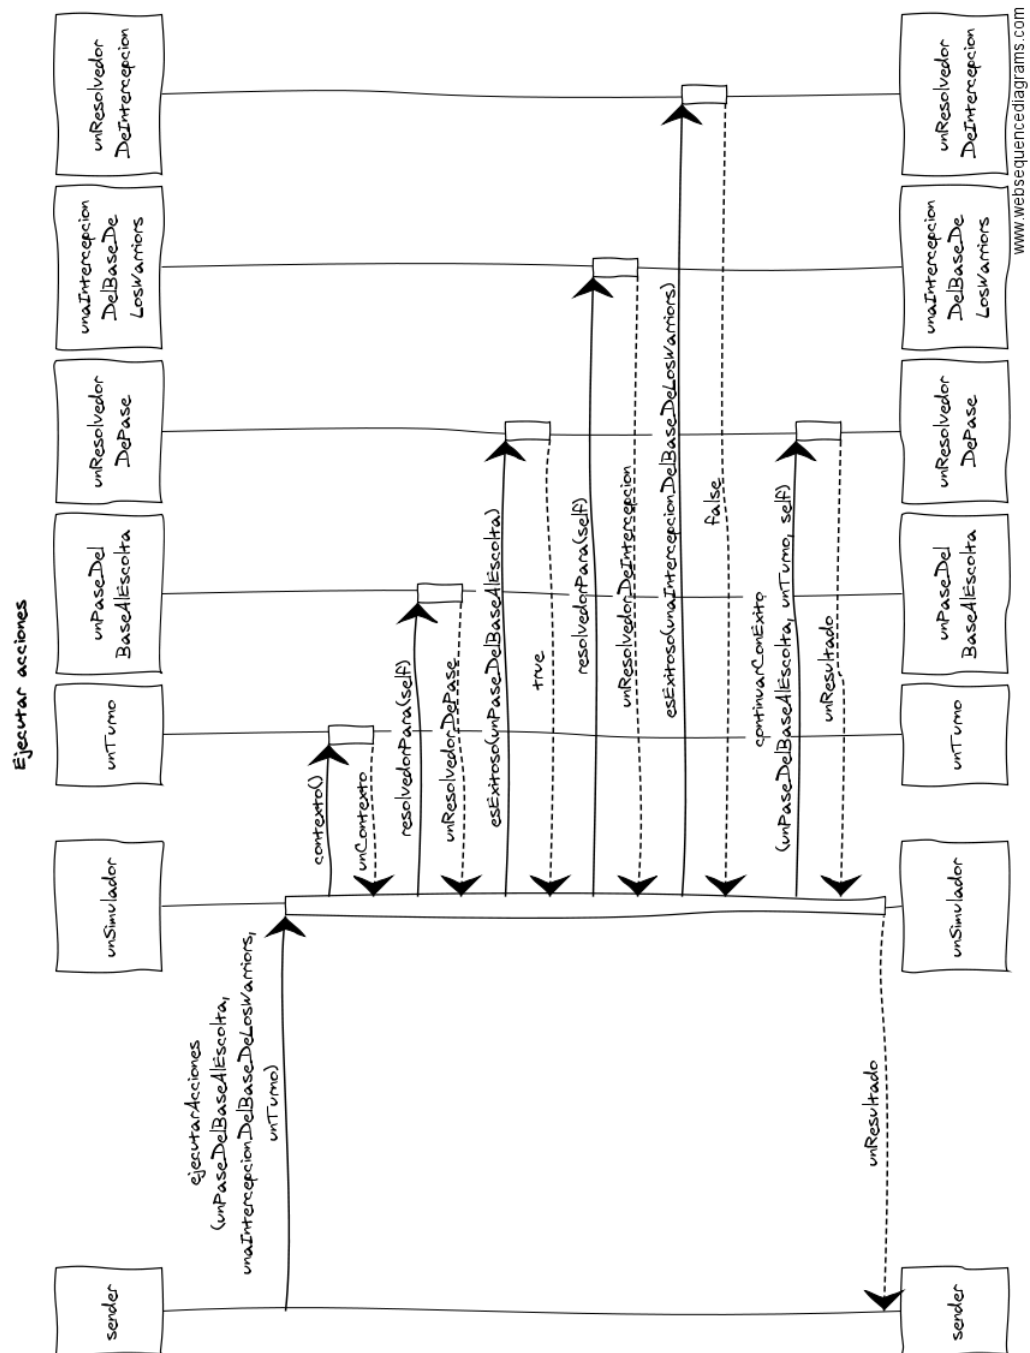 Ejecutar acciones
sender
unSimulador
unTurno
unPaseDel
BaseAlEscolta
unResolvedor
DePase
unaIntercepcion
DelBaseDe
LosWarriors
unResolvedor
DeIntercepcion
ejecutarAcciones
(unPaseDelBaseAlEscolta,
unaIntercepcionDelBaseDeLosWarriors,
unTurno)
contexto()
unContexto
resolvedorPara(self)
unResolvedorDePase
esExitoso(unPaseDelBaseAlEscolta)
true
resolvedorPara(self)
unResolvedorDeIntercepcion
esExitoso(unaIntercepcionDelBaseDeLosWarriors)
false
continuarConExito
(unPaseDelBaseAlEscolta, unTurno, self)
unResultado
unResultado
sender
unSimulador
unTurno
unPaseDel
BaseAlEscolta
unResolvedor
DePase
unaIntercepcion
DelBaseDe
LosWarriors
unResolvedor
DeIntercepcion
www.websequencediagrams.com